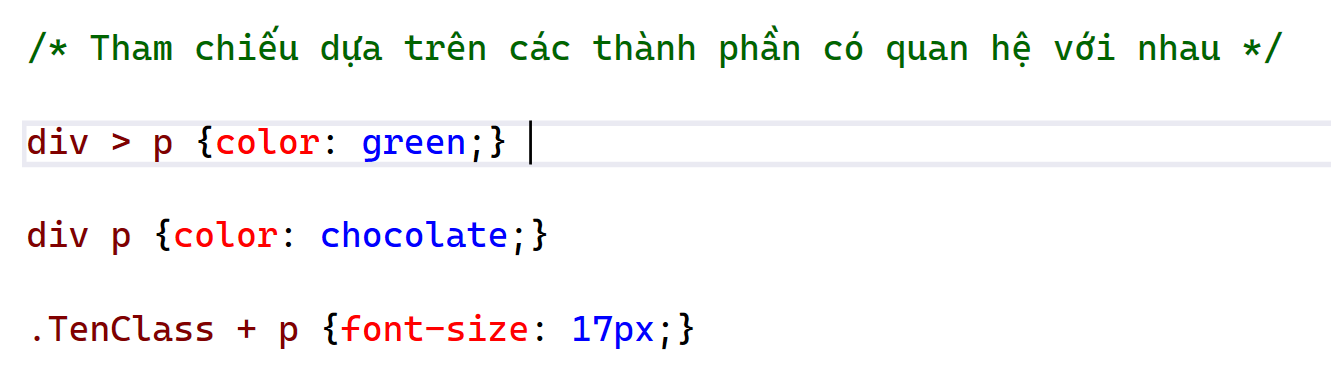 /* Tham chiếu dựa trên các thành phần có quan hệ với nhau */
div > p {color: green;}
div p {color: chocolate;}
.TenClass + p {font-size: 17px;}